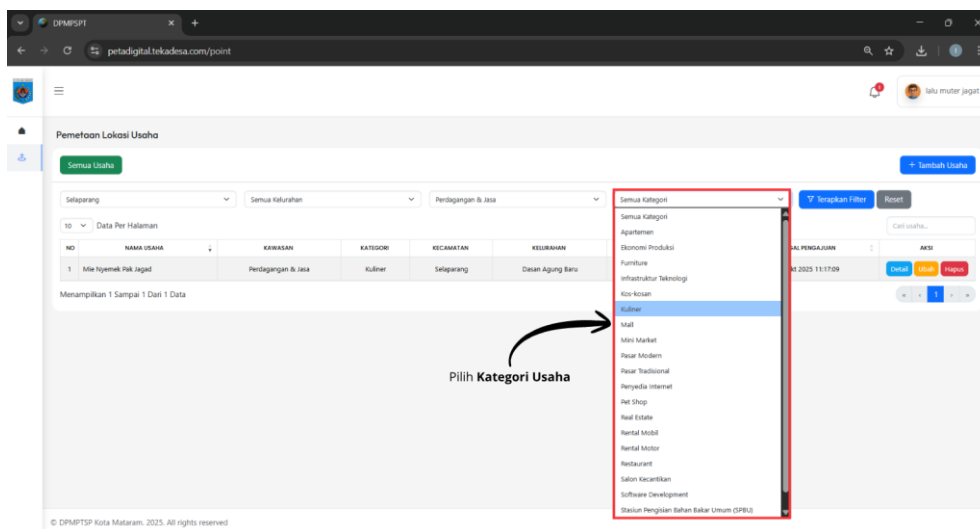 DPMPSPT
petadigital.tekadesa.com/point
lalu muter jagat
Pemetaan Lokasi Usaha
Semua Usaha
+ Tambah Usaha
Selaparang
Semua Kelurahan
Perdagangan & Jasa
Semua Kategori
Terapkan Filter
Reset
10 Data Per Halaman
Cari usaha...
NO NAMA USAHA KAWASAN KATEGORI KECAMATAN KELURAHAN GAL PENGAJUAN AKSI
1 Mie Nyemek Pak Jagad Perdagangan & Jasa Kuliner Selaparang Dasan Agung Baru kt 2025 11:17:09 Detail Ubah Hapus
Menampilkan 1 Sampai 1 Dari 1 Data
« ‹ 1 › »
Semua Kategori
Apartemen
Ekonomi Produksi
Furniture
Infrastruktur Teknologi
Kos-kosan
Kuliner
Mall
Mini Market
Pasar Modern
Pasar Tradisional
Penyedia Internet
Pet Shop
Real Estate
Rental Mobil
Rental Motor
Restaurant
Salon Kecantikan
Software Development
Stasiun Pengisian Bahan Bakar Umum (SPBU)
Pilih Kategori Usaha
© DPMPTSP Kota Mataram. 2025. All rights reserved